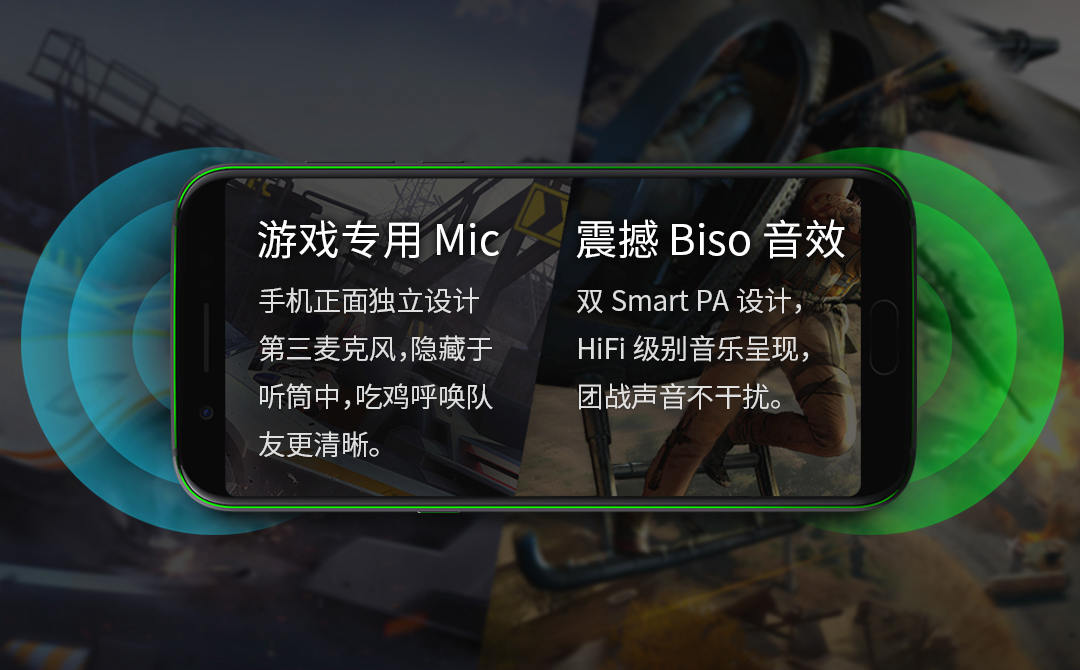 游戏专用 Mic
手机正面独立设计
第三麦克风,隐藏于
听筒中,吃鸡呼唤队
友更清晰。
震撼 Biso 音效
双 Smart PA 设计，
HiFi 级别音乐呈现，
团战声音不干扰。